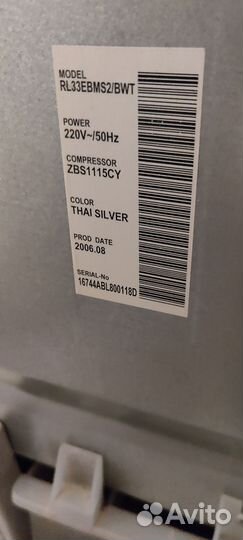 MODEL
RL33EBMS2/BWT
POWER
220V~/50Hz
COMPRESSOR
ZBS1115CY
COLOR
THAI SILVER
PROD DATE
2006.08
SERIAL-No
16744ABL800118D
Avito